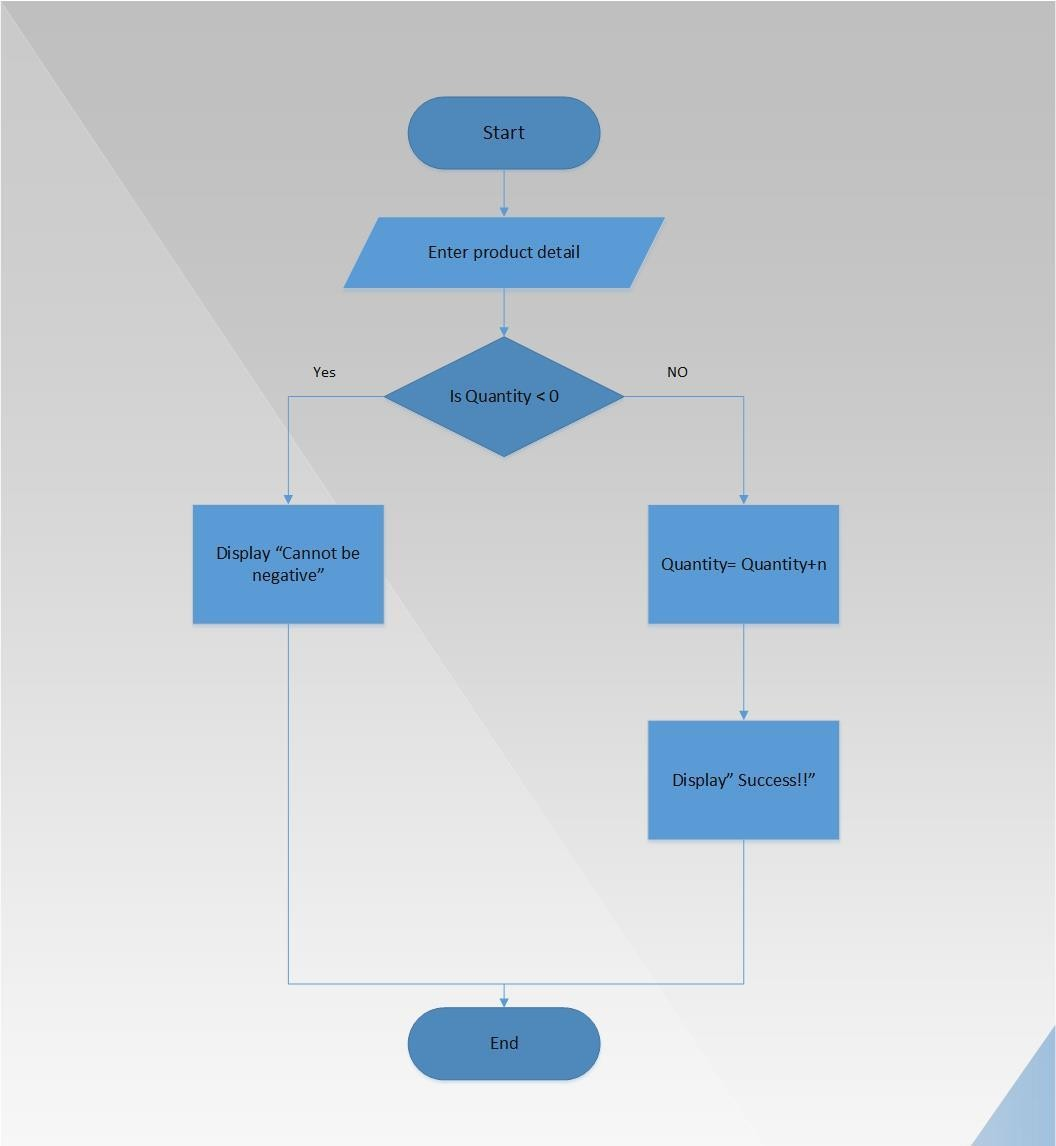 Start
Enter product detail
Yes
NO
Is Quantity < 0
Display “Cannot be
negative”
Quantity= Quantity+n
Display” Success!!”
End